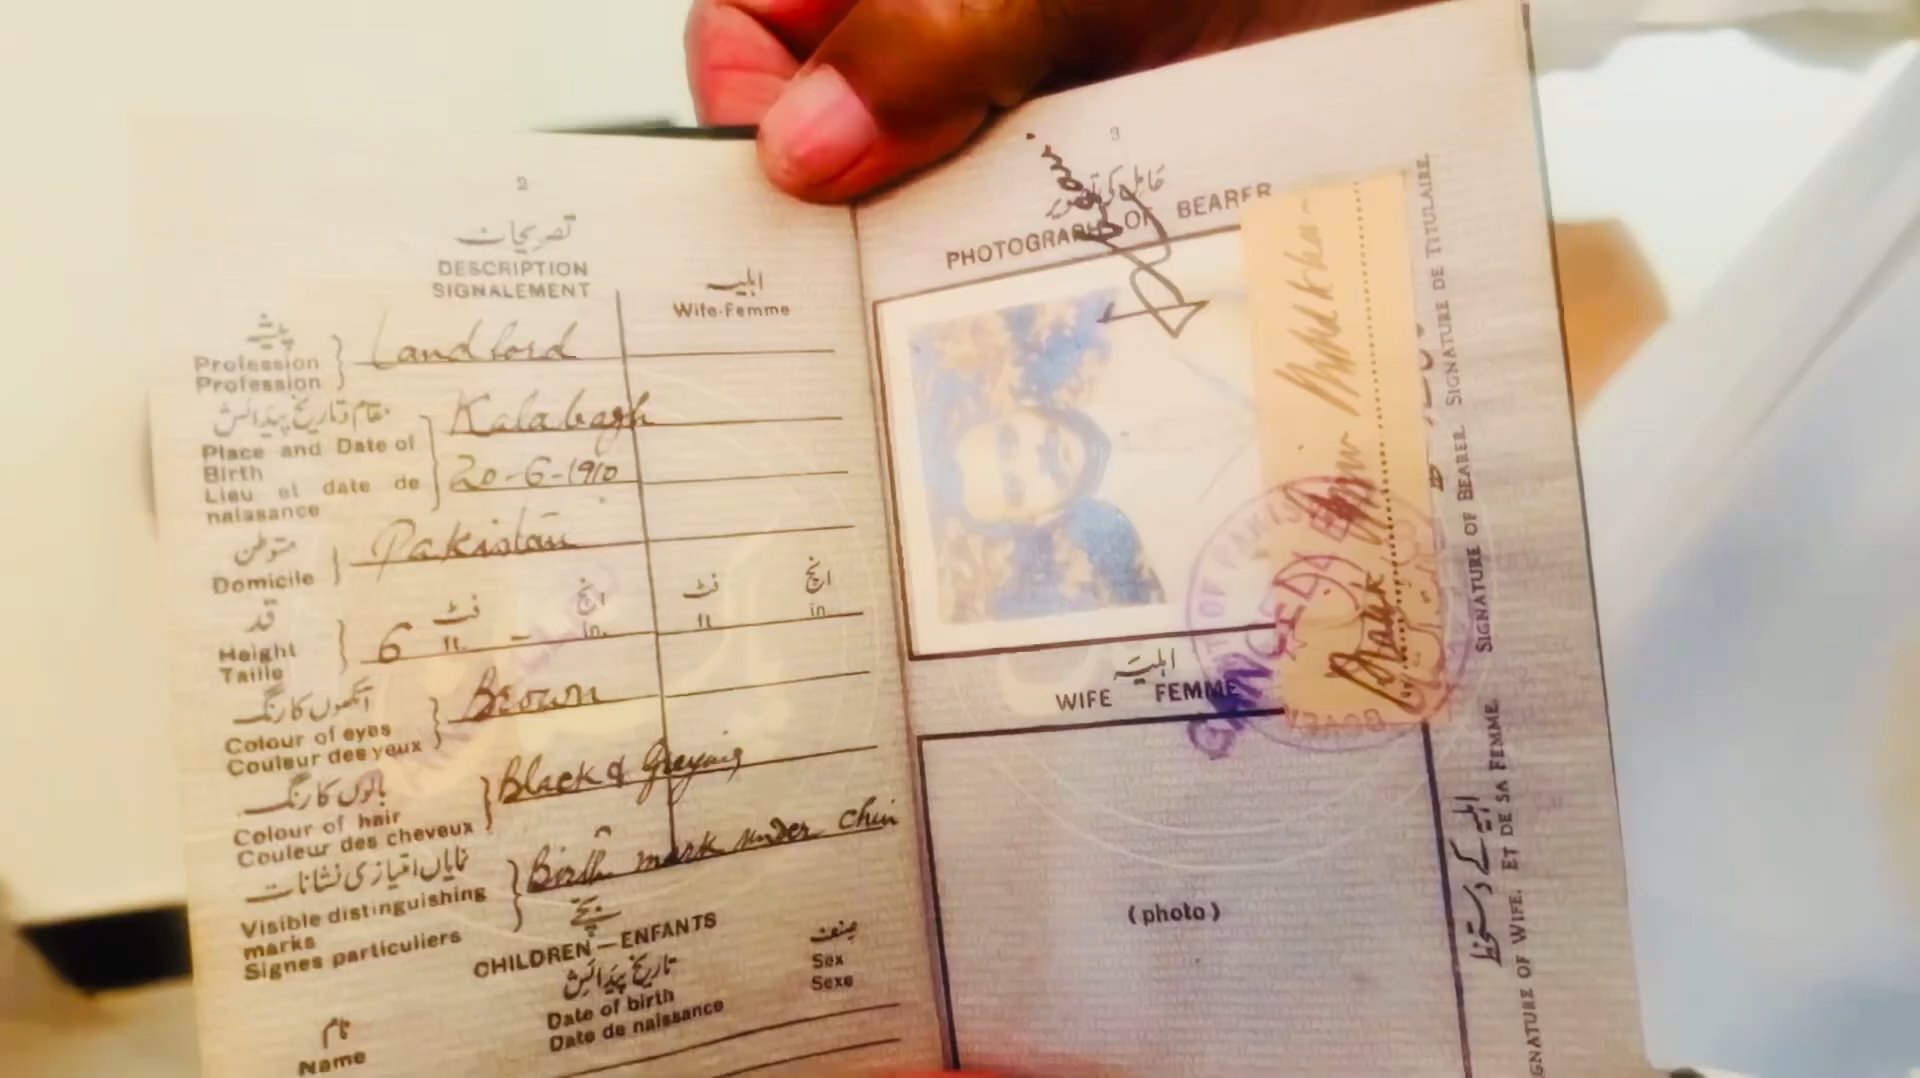 2
تصریحات
DESCRIPTION
SIGNALEMENT
اہلیہ
Wife-Femme
پیشہ
Profession
Profession
Landlord
مقام و تاریخ پیدائش
Place and Date of
Birth
Lieu et date de
naissance
Kalabagh
20-6-1910
متوطن
Domicile
Pakistan
قد
Height
Taille
6 فٹ - انچ فٹ انچ
ft. in. ft in
آنکھوں کا رنگ
Colour of eyes
Couleur des yeux
Brown
بالوں کا رنگ
Colour of hair
Couleur des cheveux
Black & Greying
نمایاں امتیازی نشانات
Visible distinguishing
marks
Signes particuliers
Birth mark under chin
بچے
CHILDREN — ENFANTS
نام
Name
تاریخ پیدائش
Date of birth
Date de naissance
صنف
Sex
Sexe
3
حامل کی تصویر
PHOTOGRAPH OF BEARER
اہلیہ
WIFE FEMME
(photo)
SIGNATURE OF BEARER. SIGNATURE DE TITULAIRE.
اہلیہ کے دستخط
SIGNATURE OF WIFE. ET DE SA FEMME.
CANCELLED
OF PAKISTAN